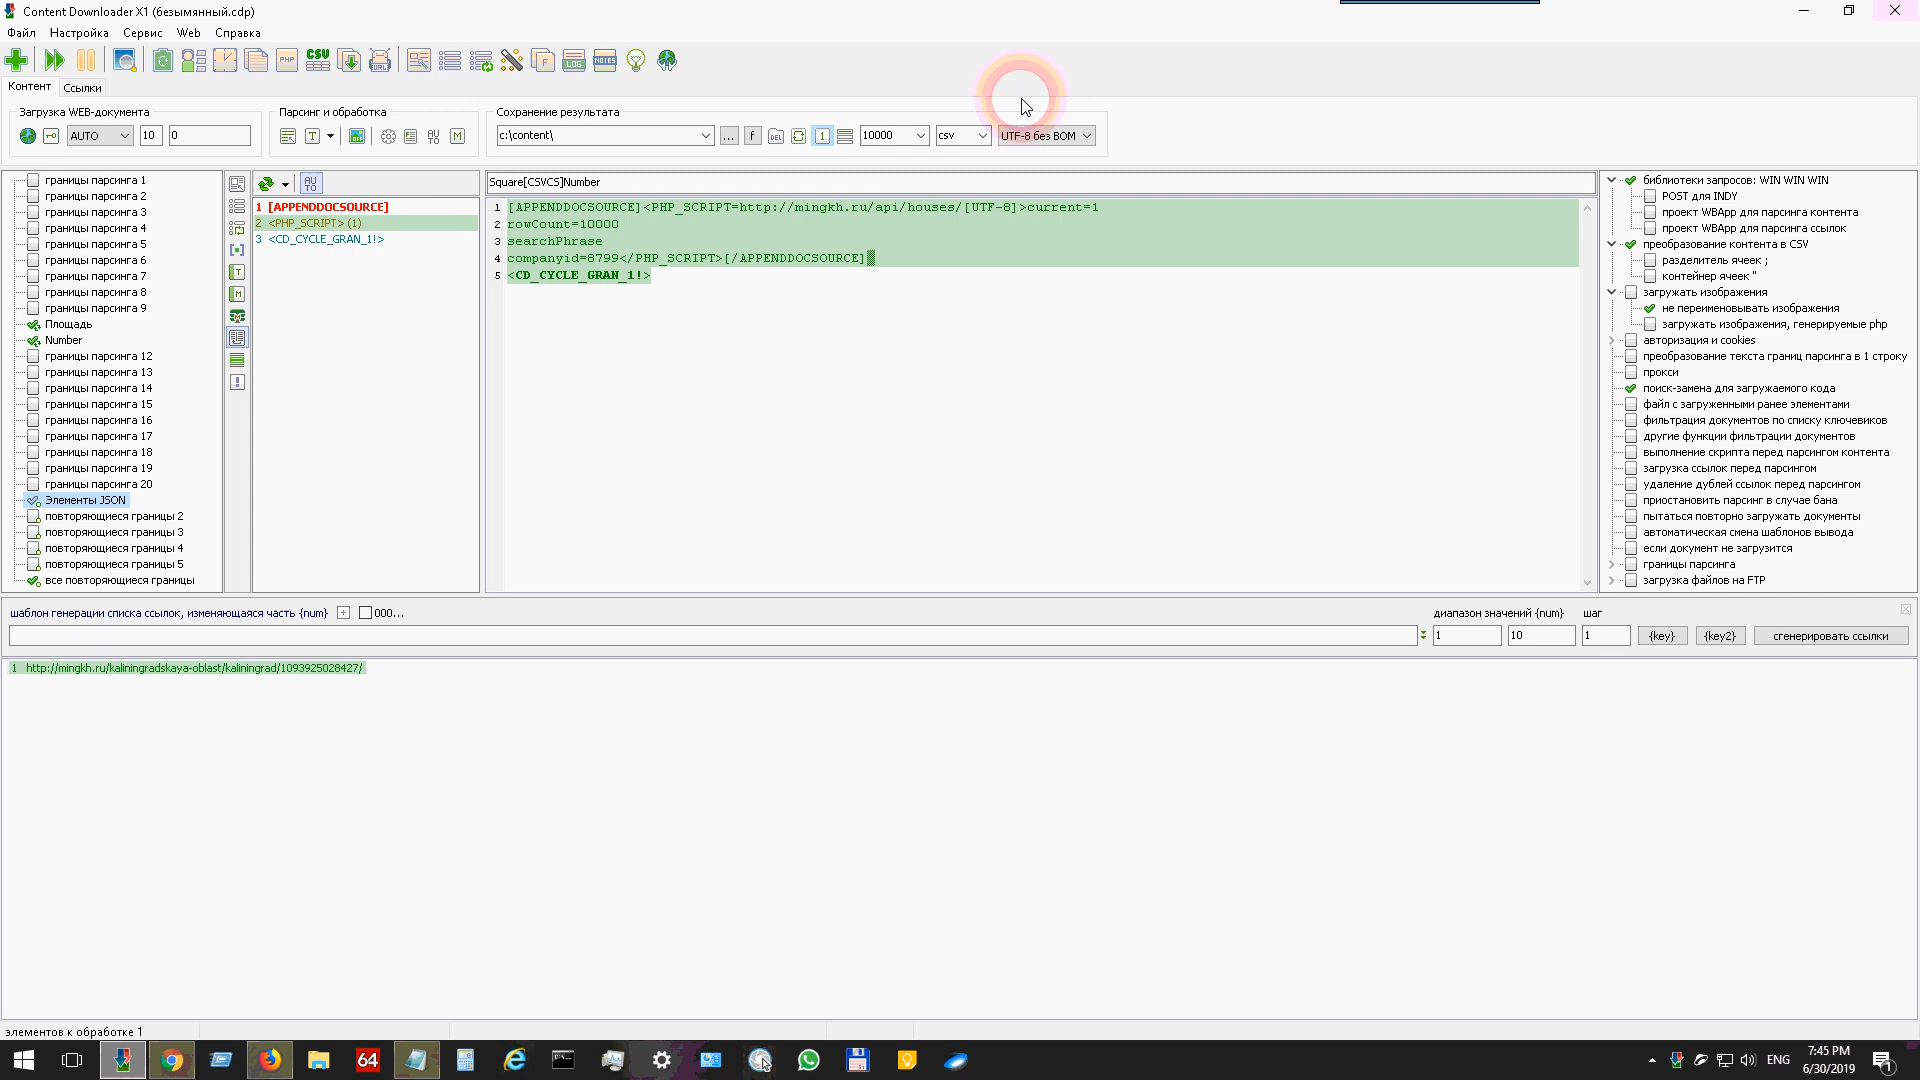 Content Downloader X1 (безымянный.cdp)
Файл Настройка Сервис Web Справка
PHP CSV URL F LOG NOTES
Контент Ссылки
Загрузка WEB-документа Парсинг и обработка Сохранение результата
AUTO 10 0 T AU TO M c:\content\ ... f DEL 1 10000 csv UTF-8 без BOM
границы парсинга 1
границы парсинга 2
границы парсинга 3
границы парсинга 4
границы парсинга 5
границы парсинга 6
границы парсинга 7
границы парсинга 8
границы парсинга 9
Площадь
Number
границы парсинга 12
границы парсинга 13
границы парсинга 14
границы парсинга 15
границы парсинга 16
границы парсинга 17
границы парсинга 18
границы парсинга 19
границы парсинга 20
Элементы JSON
повторяющиеся границы 2
повторяющиеся границы 3
повторяющиеся границы 4
повторяющиеся границы 5
все повторяющиеся границы
T
M
AU TO
1 [APPENDDOCSOURCE]
2 <PHP_SCRIPT> (1)
3 <CD_CYCLE_GRAN_1!>
Square[CSVCS]Number
1 [APPENDDOCSOURCE]<PHP_SCRIPT=http://mingkh.ru/api/houses/[UTF-8]>current=1
2 rowCount=10000
3 searchPhrase
4 companyid=8799</PHP_SCRIPT>[/APPENDDOCSOURCE]
5 <CD_CYCLE_GRAN_1!>
библиотеки запросов: WIN WIN WIN
POST для INDY
проект WBApp для парсинга контента
проект WBApp для парсинга ссылок
преобразование контента в CSV
разделитель ячеек ;
контейнер ячеек "
загружать изображения
не переименовывать изображения
загружать изображения, генерируемые php
авторизация и cookies
преобразование текста границ парсинга в 1 строку
прокси
поиск-замена для загружаемого кода
файл с загруженными ранее элементами
фильтрация документов по списку ключевиков
другие функции фильтрации документов
выполнение скрипта перед парсингом контента
загрузка ссылок перед парсингом
удаление дублей ссылок перед парсингом
приостановить парсинг в случае бана
пытаться повторно загружать документы
автоматическая смена шаблонов вывода
если документ не загрузится
границы парсинга
загрузка файлов на FTP
шаблон генерации списка ссылок, изменяющаяся часть {num} + 000... диапазон значений {num} шаг
1 10 1 {key} {key2} сгенерировать ссылки
1 http://mingkh.ru/kaliningradskaya-oblast/kaliningrad/1093925028427/
элементов к обработке 1
64 ENG 7:45 PM
6/30/2019 1